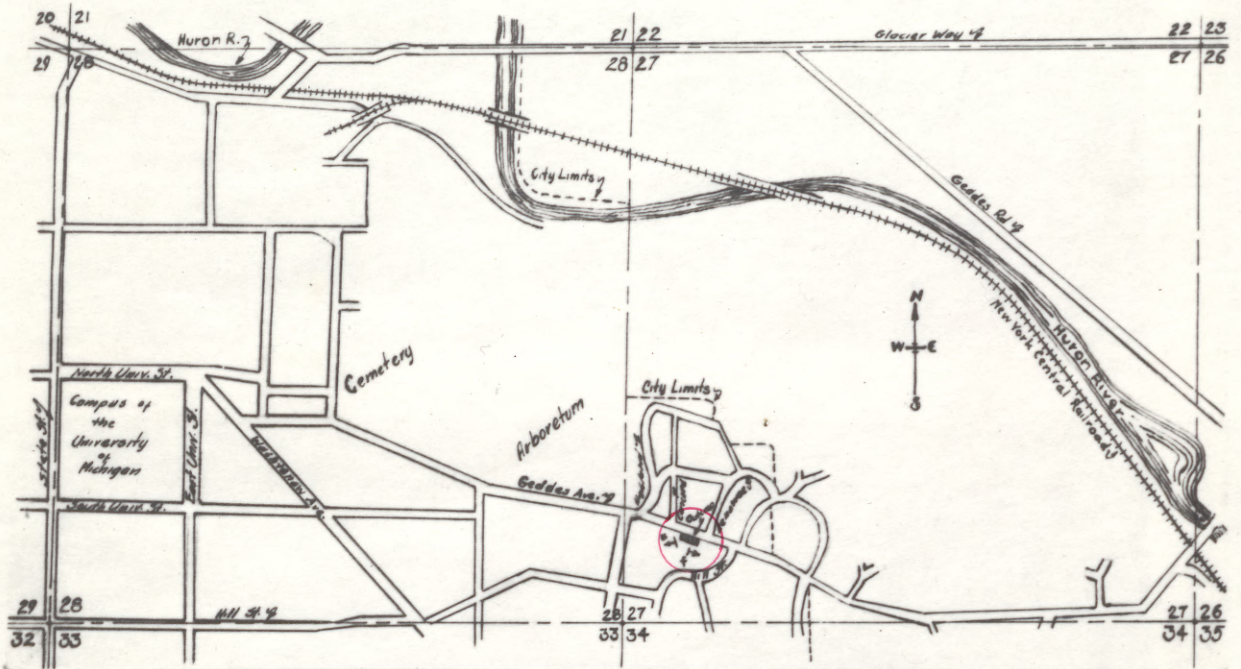 20 21
Huron R.
29 28
21 22
28 27
Glacier Way
22 23
27 26
City Limits
Geddes Rd
N
W E
S
Huron River
New York Central Railroad
Cemetery
City Limits
Arboretum
North Univ. St.
Campus of
the
University
of
Michigan
State St.
East Univ. St.
Washtenaw Ave
Geddes Ave.
South Univ. St.
Hill St.
29 28
32 33
Hill St.
28 27
33 34
27 26
34 35